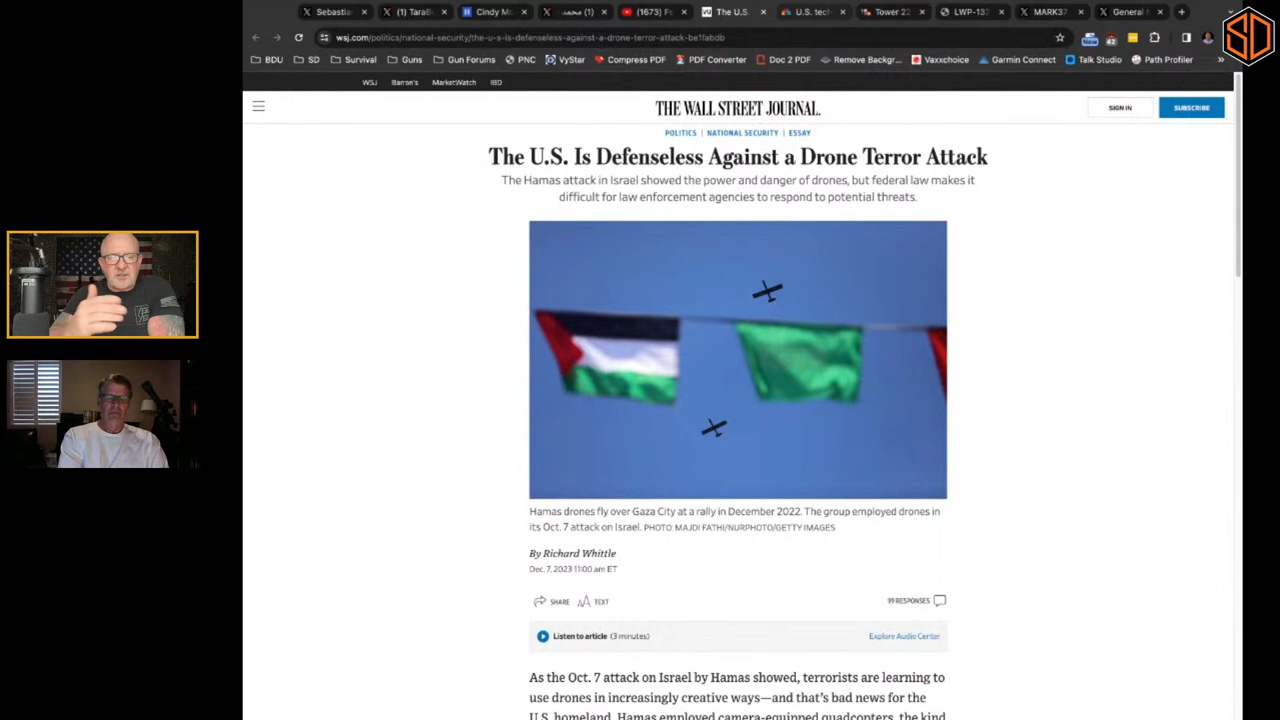 Sebastia
(1) TaraB
Cindy Mc
(1)
(1673) Fa
The U.S.
U.S. tech
Tower 22
LWP-137
MARK37
General M
wsj.com/politics/national-security/the-u-s-is-defenseless-against-a-drone-terror-attack-be1fabdb
BDU
SD
Survival
Guns
Gun Forums
PNC
VyStar
Compress PDF
PDF Converter
Doc 2 PDF
Remove Backgr...
Vaxxchoice
Garmin Connect
Talk Studio
Path Profiler
WSJ
Barron's
MarketWatch
IBD
THE WALL STREET JOURNAL.
SIGN IN
SUBSCRIBE
POLITICS | NATIONAL SECURITY | ESSAY
The U.S. Is Defenseless Against a Drone Terror Attack
The Hamas attack in Israel showed the power and danger of drones, but federal law makes it
difficult for law enforcement agencies to respond to potential threats.
Hamas drones fly over Gaza City at a rally in December 2022. The group employed drones in
its Oct. 7 attack on Israel. PHOTO: MAJDI FATHI/NURPHOTO/GETTY IMAGES
By Richard Whittle
Dec. 7, 2023 11:00 am ET
SHARE
TEXT
99 RESPONSES
Listen to article (3 minutes)
Explore Audio Center
As the Oct. 7 attack on Israel by Hamas showed, terrorists are learning to
use drones in increasingly creative ways—and that's bad news for the
U.S. homeland. Hamas employed camera-equipped quadcopters, the kind